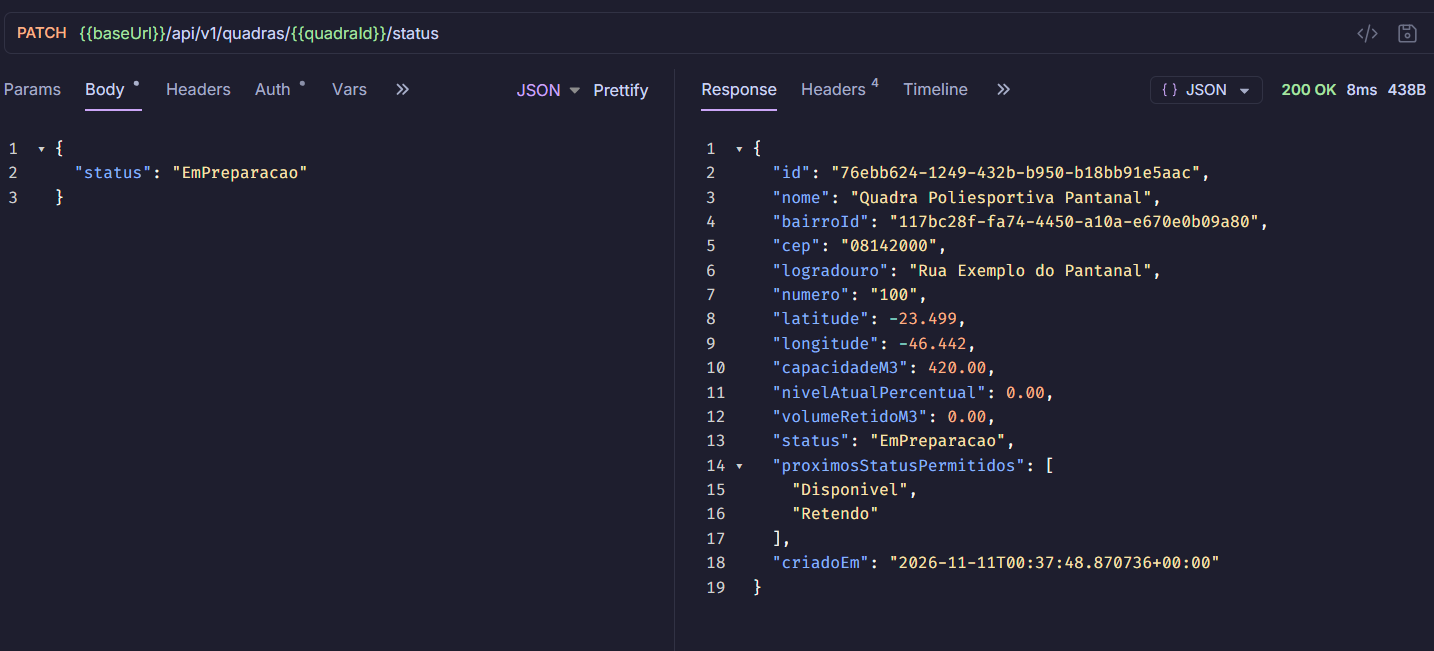 PATCH {{baseUrl}}/api/v1/quadras/{{quadraId}}/status
Params Body Headers Auth Vars JSON Prettify
1 {
2 "status": "EmPreparacao"
3 }
Response Headers 4 Timeline { } JSON 200 OK 8ms 438B
1 {
2 "id": "76ebb624-1249-432b-b950-b18bb91e5aac",
3 "nome": "Quadra Poliesportiva Pantanal",
4 "bairroId": "117bc28f-fa74-4450-a10a-e670e0b09a80",
5 "cep": "08142000",
6 "logradouro": "Rua Exemplo do Pantanal",
7 "numero": "100",
8 "latitude": -23.499,
9 "longitude": -46.442,
10 "capacidadeM3": 420.00,
11 "nivelAtualPercentual": 0.00,
12 "volumeRetidoM3": 0.00,
13 "status": "EmPreparacao",
14 "proximosStatusPermitidos": [
15 "Disponivel",
16 "Retendo"
17 ],
18 "criadoEm": "2026-11-11T00:37:48.870736+00:00"
19 }